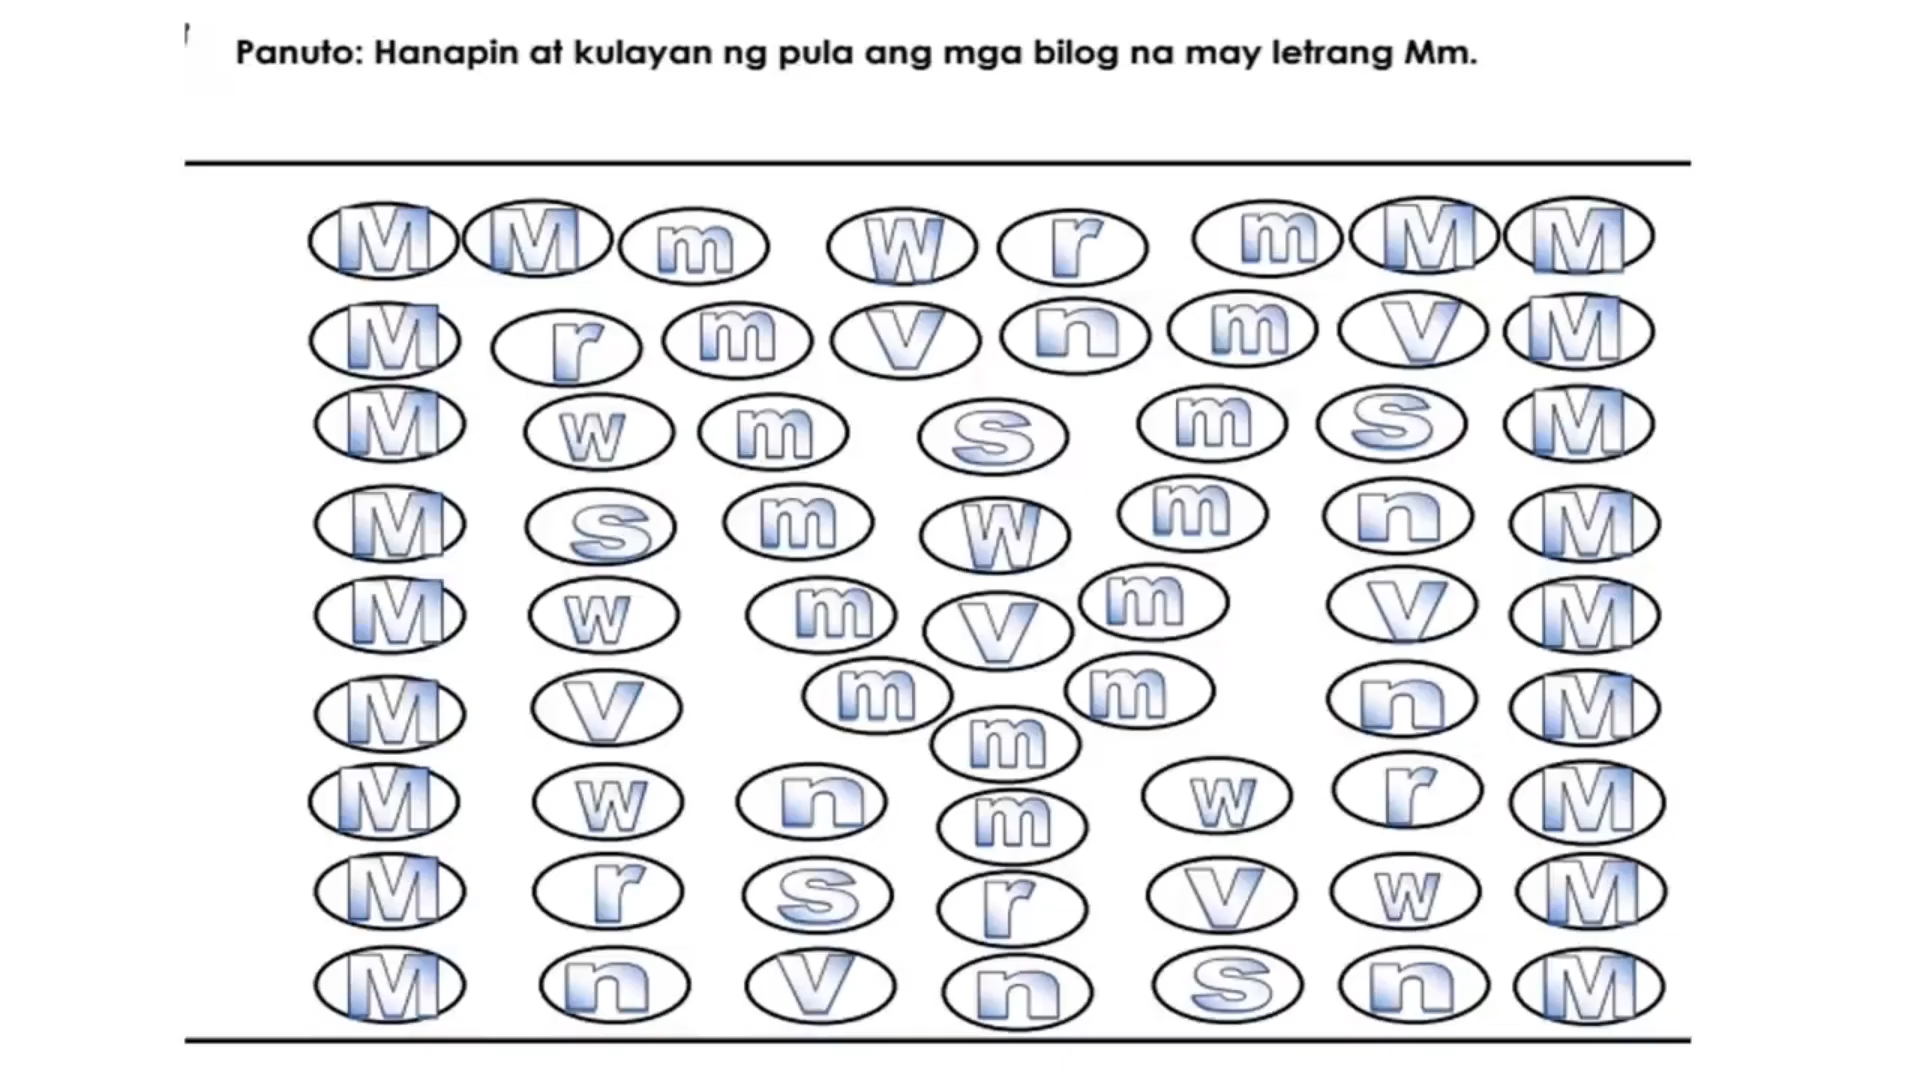 Panuto: Hanapin at kulayan ng pula ang mga bilog na may letrang Mm.
M M m W r m M M
M r m V n m V M
M w m S m S M
M S m W m n M
M w m V m V M
M V m m n M
m
M w n w r M
m
M r S r V w M
M n V n S n M